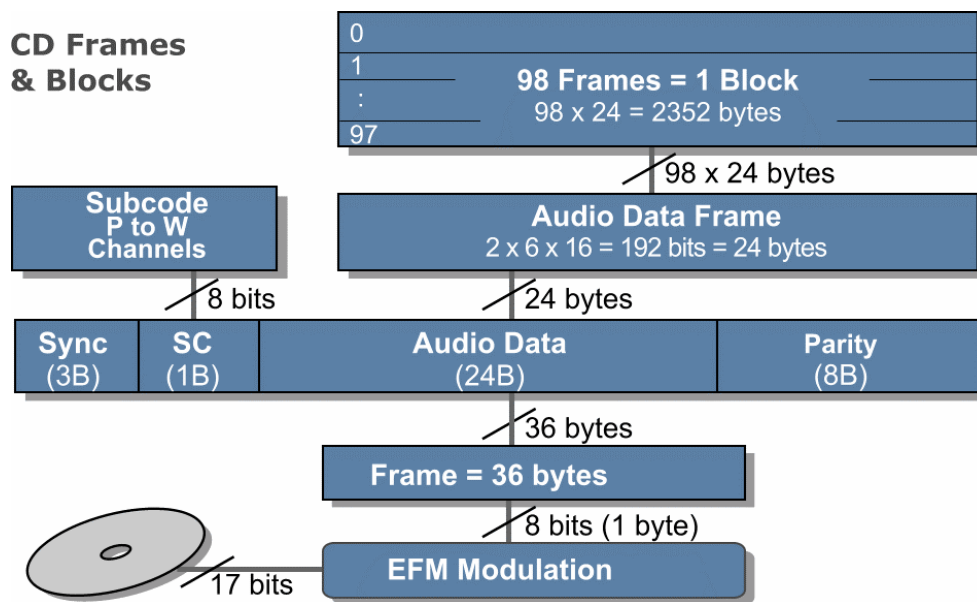 CD Frames
& Blocks
0
1
:
97
98 Frames = 1 Block
98 x 24 = 2352 bytes
98 x 24 bytes
Subcode
P to W
Channels
Audio Data Frame
2 x 6 x 16 = 192 bits = 24 bytes
8 bits
24 bytes
Sync
(3B)
SC
(1B)
Audio Data
(24B)
Parity
(8B)
36 bytes
Frame = 36 bytes
8 bits (1 byte)
EFM Modulation
17 bits